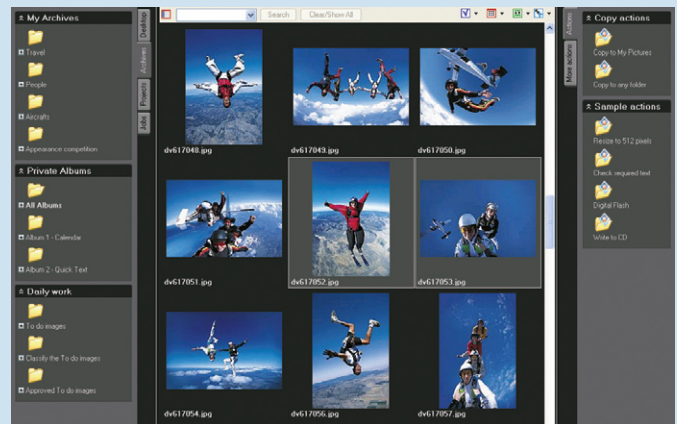 My Archives
Travel
People
Aircrafts
Appearance competition
Private Albums
All Albums
Album 1 - Calendar
Album 2 - Quick Text
Daily work
To do images
Classify the To do images
Approved To do images
Desktop
Archives
Projects
Jobs
Search
Clear/Show All
dv617048.jpg
dv617049.jpg
dv617050.jpg
dv617051.jpg
dv617052.jpg
dv617053.jpg
dv617054.jpg
dv617056.jpg
dv617057.jpg
Actions
More actions
Copy actions
Copy to My Pictures
Copy to any folder
Sample actions
Resize to 512 pixels
Check required text
Digital Flash
Write to CD